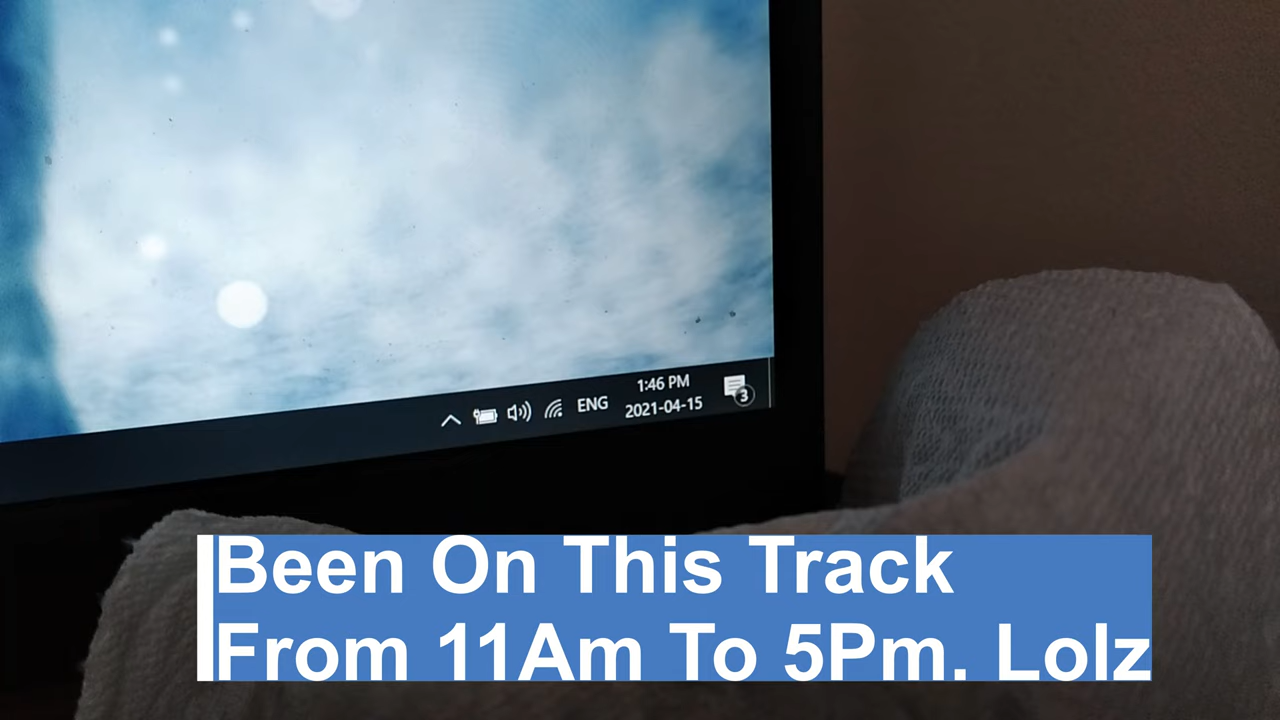 ENG
1:46 PM
2021-04-15
3
Been On This Track
From 11Am To 5Pm. Lolz